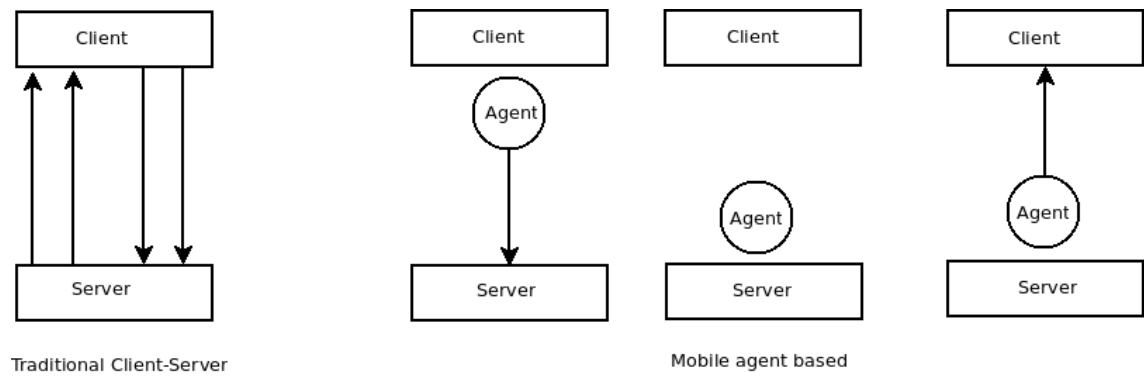 Client
Server
Traditional Client-Server
Client
Agent
Server
Client
Agent
Server
Client
Agent
Server
Mobile agent based